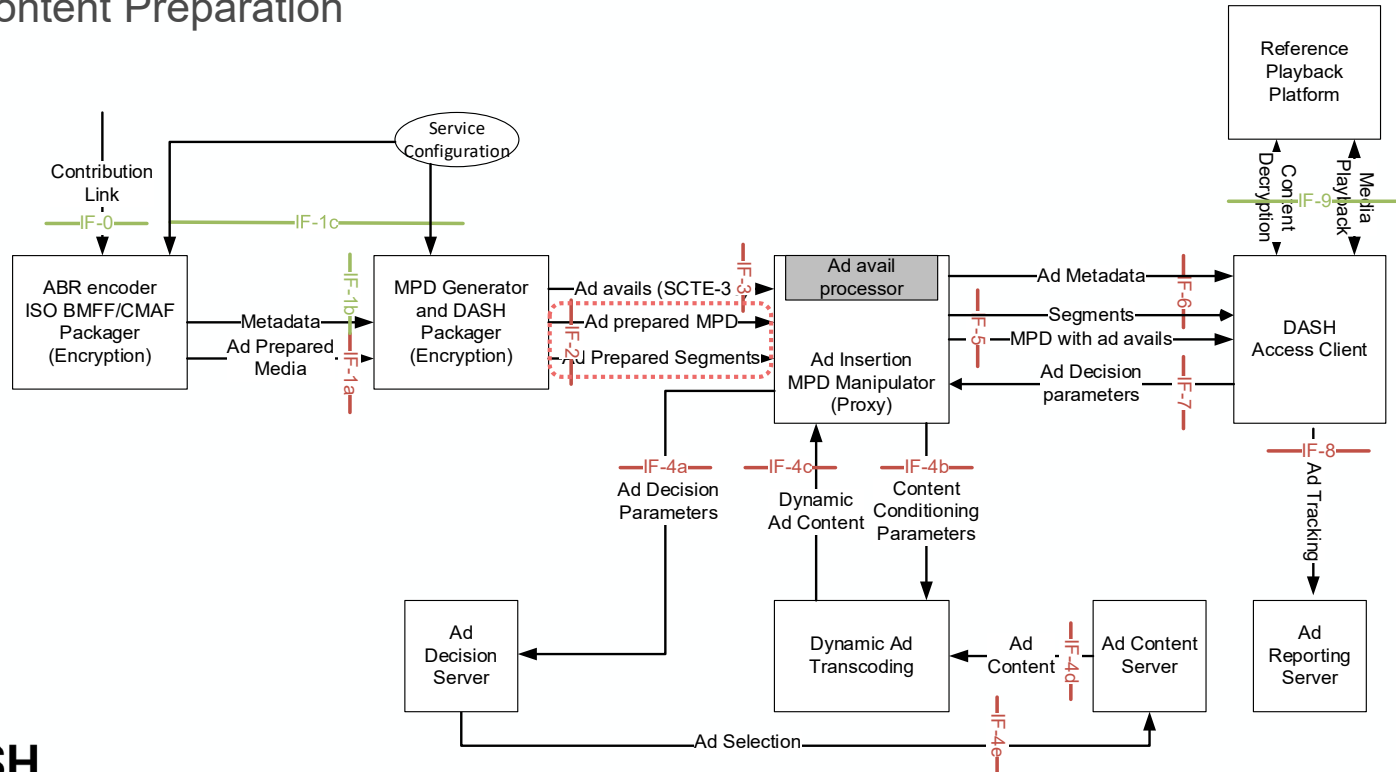 ontent Preparation
Reference
Playback
Platform
Service
Configuration
Contribution
Link
Content
Decryption
Media
Playback
IF-0
IF-1c
IF-9
ABR encoder
ISO BMFF/CMAF
Packager
(Encryption)
IF-1b
Metadata
Ad Prepared
Media
IF-1a
MPD Generator
and DASH
Packager
(Encryption)
Ad avails (SCTE-3
IF-3
Ad prepared MPD
IF-2
Ad Prepared Segments
Ad avail
processor
Ad Insertion
MPD Manipulator
(Proxy)
Ad Metadata
IF-6
Segments
IF-5
MPD with ad avails
Ad Decision
parameters
IF-7
DASH
Access Client
IF-4a
Ad Decision
Parameters
IF-4c
Dynamic
Ad Content
IF-4b
Content
Conditioning
Parameters
IF-8
Ad Tracking
Ad
Decision
Server
Dynamic Ad
Transcoding
Ad
Content
IF-4d
Ad Content
Server
Ad
Reporting
Server
Ad Selection
IF-4e
SH